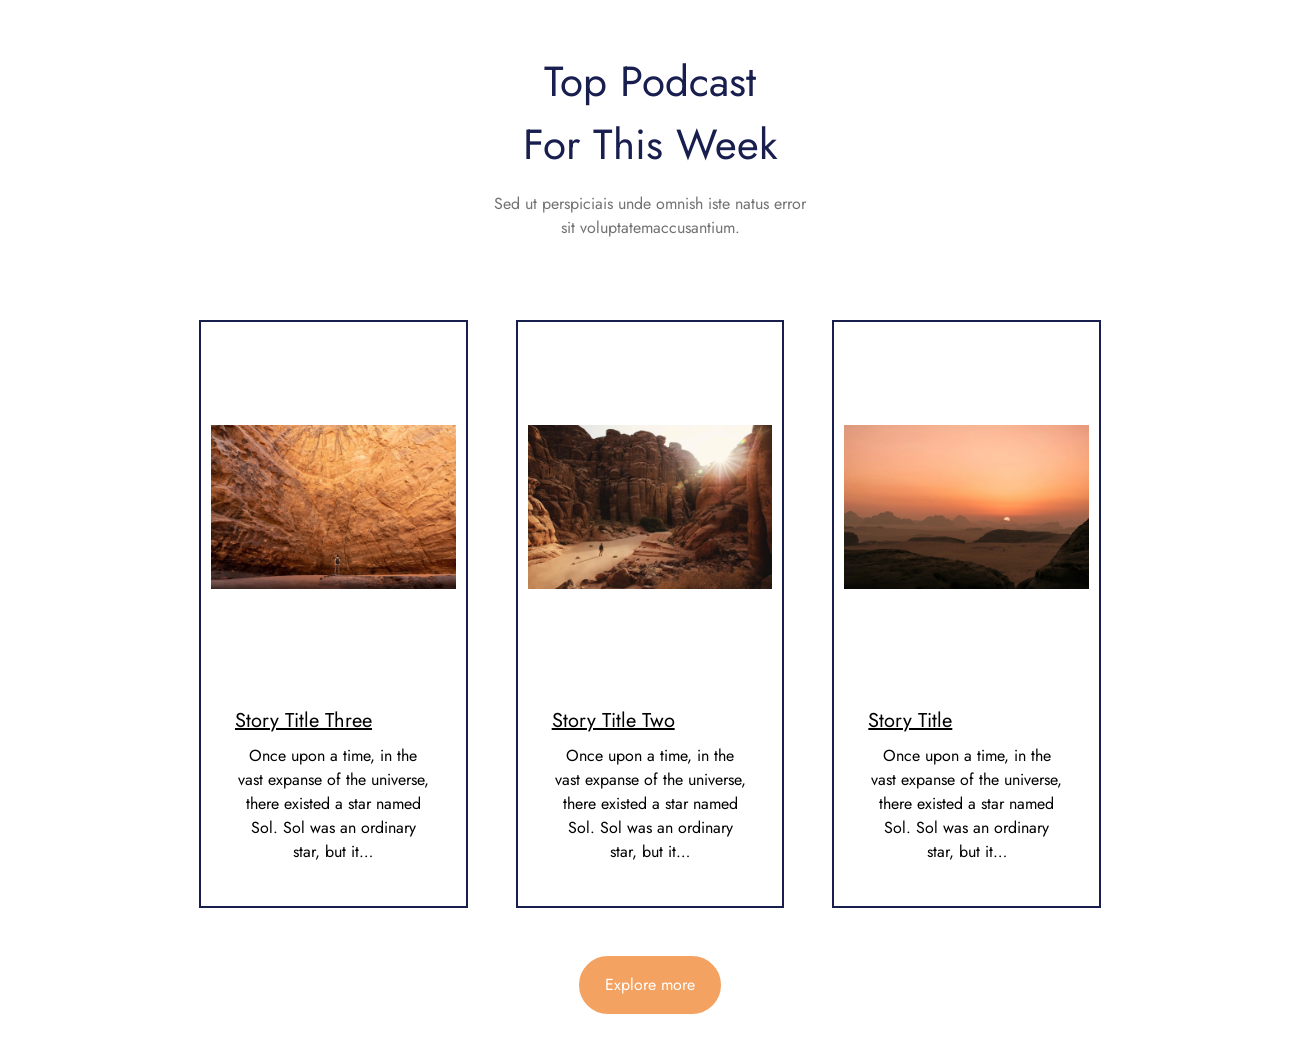 Top Podcast
For This Week
Sed ut perspiciais unde omnish iste natus error
sit voluptatemaccusantium.
Story Title Three
Once upon a time, in the
vast expanse of the universe,
there existed a star named
Sol. Sol was an ordinary
star, but it…
Story Title Two
Once upon a time, in the
vast expanse of the universe,
there existed a star named
Sol. Sol was an ordinary
star, but it…
Story Title
Once upon a time, in the
vast expanse of the universe,
there existed a star named
Sol. Sol was an ordinary
star, but it…
Explore more